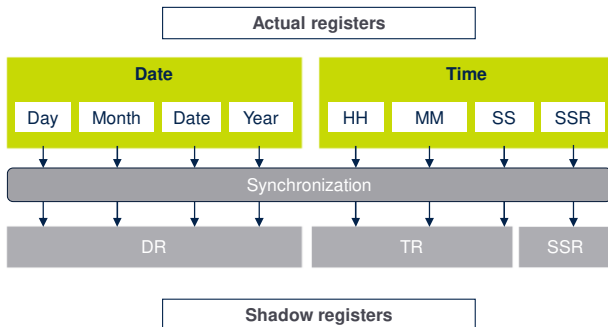 Actual registers
Date Time
Day Month Date Year HH MM SS SSR
Synchronization
DR TR SSR
Shadow registers